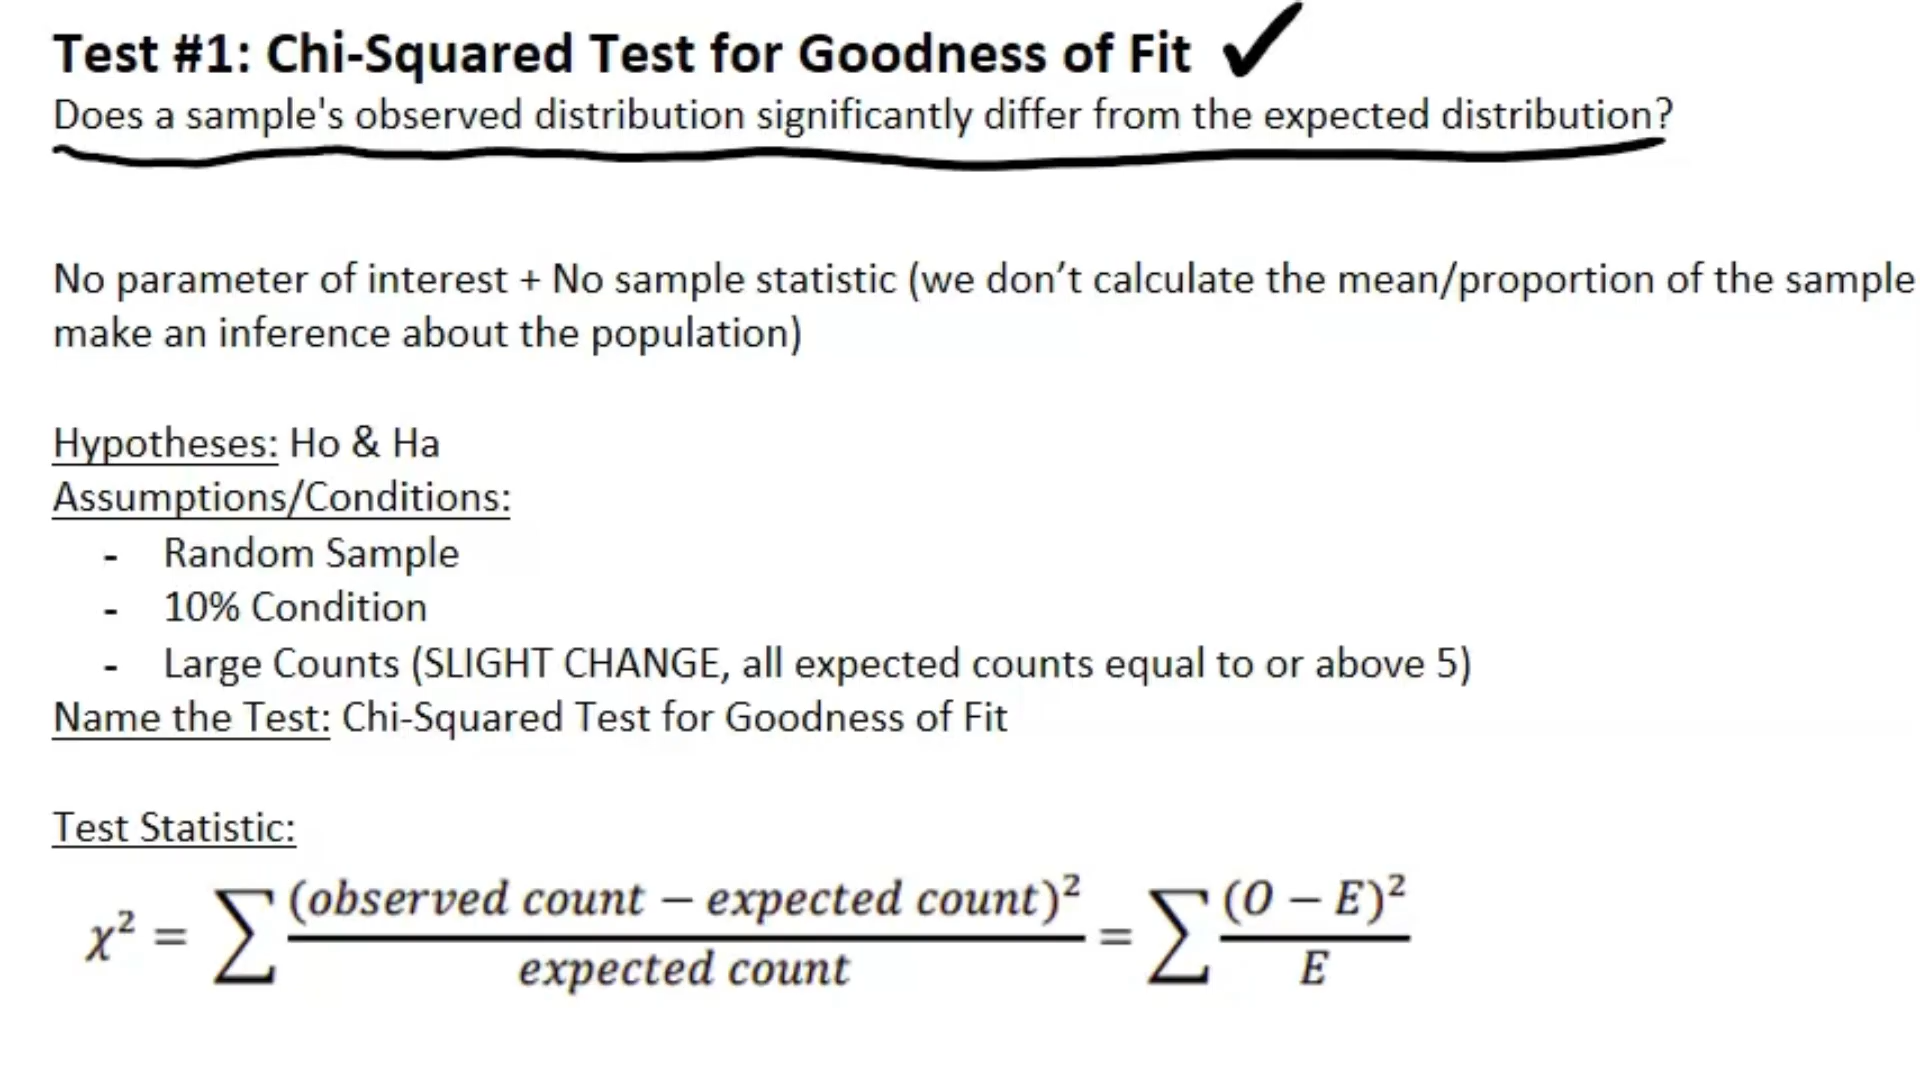 Test #1: Chi-Squared Test for Goodness of Fit ✓
Does a sample's observed distribution significantly differ from the expected distribution?
No parameter of interest + No sample statistic (we don’t calculate the mean/proportion of the sample
make an inference about the population)
Hypotheses: Ho & Ha
Assumptions/Conditions:
- Random Sample
- 10% Condition
- Large Counts (SLIGHT CHANGE, all expected counts equal to or above 5)
Name the Test: Chi-Squared Test for Goodness of Fit
Test Statistic:
χ² = ∑ (observed count − expected count)² / expected count = ∑ (O − E)² / E